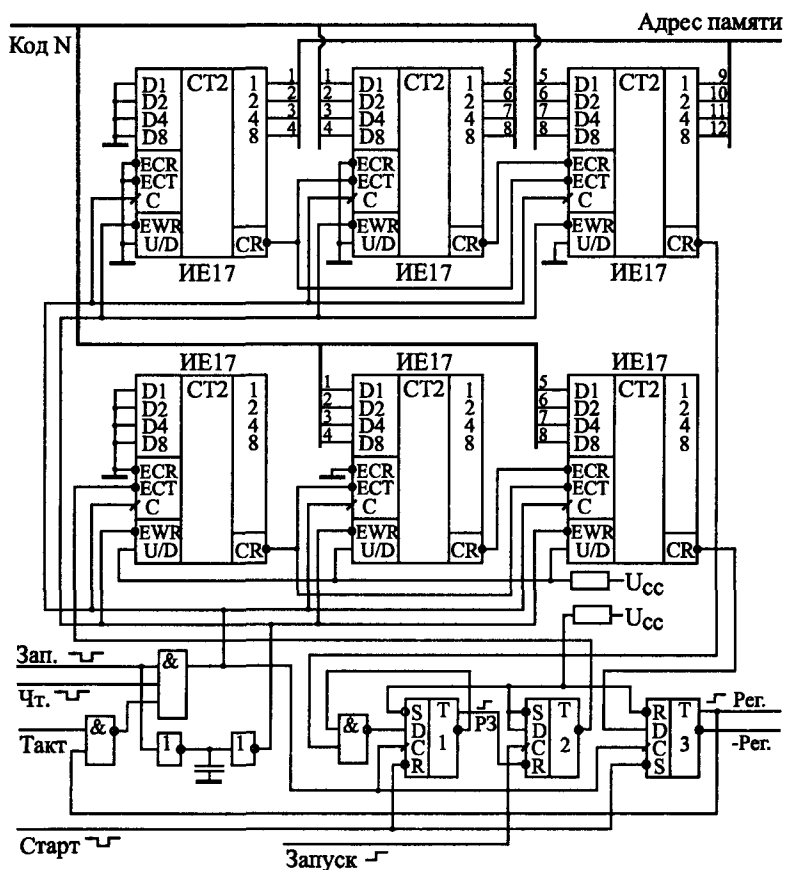 Код N
Адрес памяти
D1 CT2 1 1
D2 2 2
D4 4 3
D8 8 4
ECR
ECT
C
EWR
U/D CR
ИЕ17
1 D1 CT2 1 5
2 D2 2 6
3 D4 4 7
4 D8 8 8
ECR
ECT
C
EWR
U/D CR
ИЕ17
5 D1 CT2 1 9
6 D2 2 10
7 D4 4 11
8 D8 8 12
ECR
ECT
C
EWR
U/D CR
ИЕ17
ИЕ17
D1 CT2 1
D2 2
D4 4
D8 8
ECR
ECT
C
EWR
U/D CR
ИЕ17
1 D1 CT2 1
2 D2 2
3 D4 4
4 D8 8
ECR
ECT
C
EWR
U/D CR
ИЕ17
5 D1 CT2 1
6 D2 2
7 D4 4
8 D8 8
ECR
ECT
C
EWR
U/D CR
UCC
UCC
Зап.
&
Чт.
&
Такт
1
1
&
S T
D
C 1
R
РЗ
S T
D
C 2
R
R T
D
C 3
S
Рег.
-Рег.
Старт
Запуск